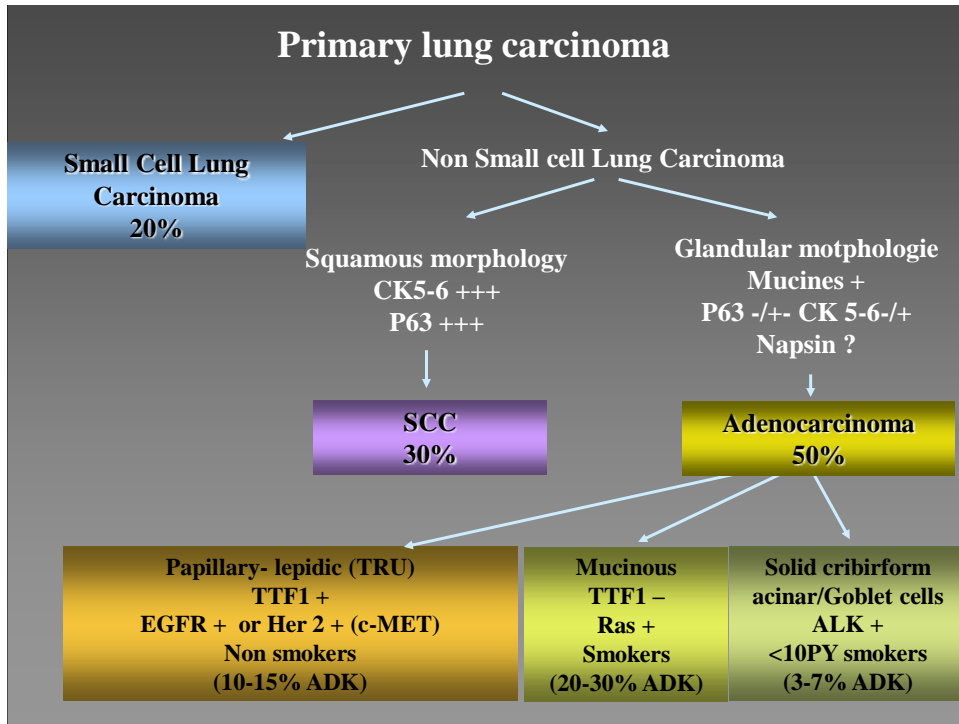 Primary lung carcinoma
Small Cell Lung
Carcinoma
20%
Non Small cell Lung Carcinoma
Squamous morphology
CK5-6 +++
P63 +++
Glandular motphologie
Mucines +
P63 -/+- CK 5-6-/+
Napsin ?
SCC
30%
Adenocarcinoma
50%
Papillary- lepidic (TRU)
TTF1 +
EGFR + or Her 2 + (c-MET)
Non smokers
(10-15% ADK)
Mucinous
TTF1 –
Ras +
Smokers
(20-30% ADK)
Solid cribirform
acinar/Goblet cells
ALK +
<10PY smokers
(3-7% ADK)